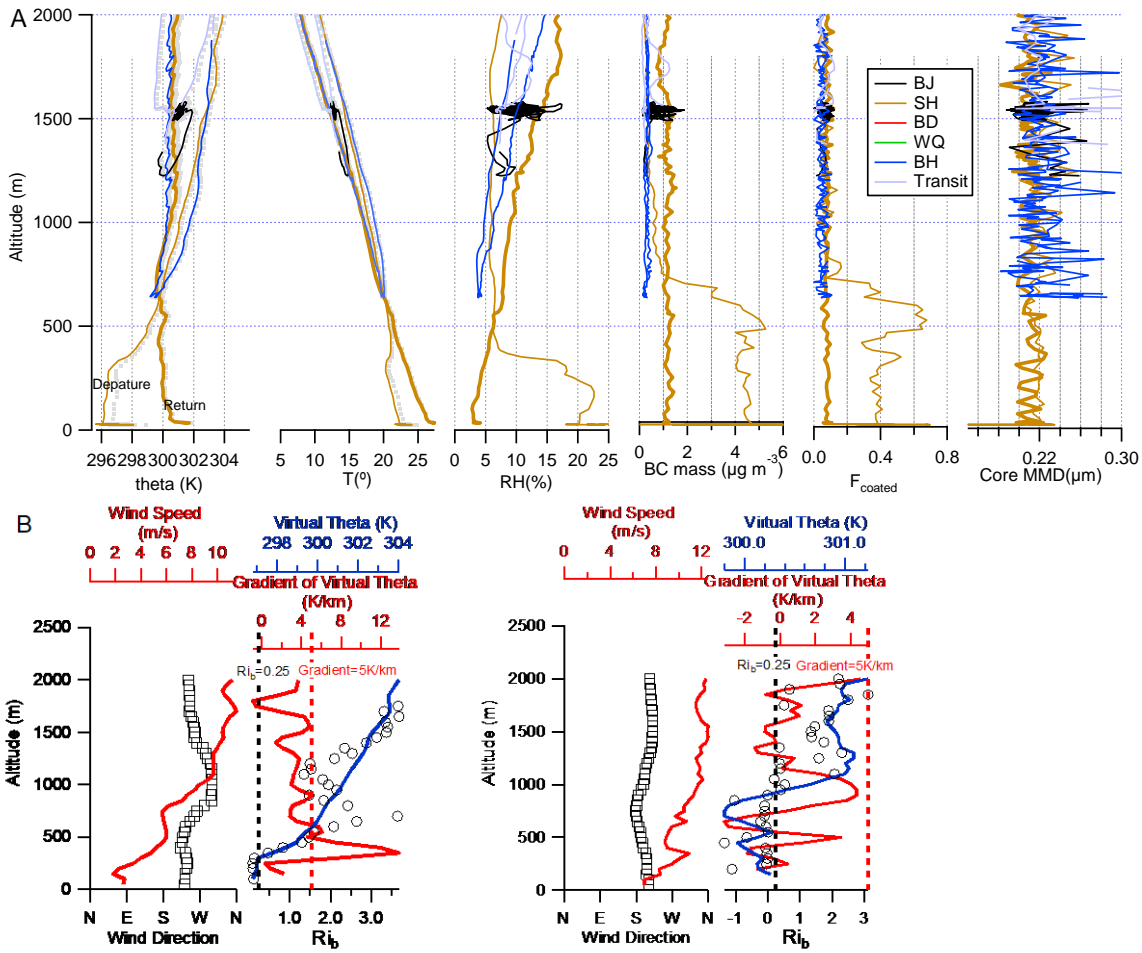 A
2000
1500
1000
500
0
Altitude (m)
Depature
Return
296 298 300 302 304
theta (K)
5 10 15 20 25
T(º)
0 5 10 15 20 25
RH(%)
0 2 4 6
BC mass (µg m-3
0.0 0.4 0.8
Fcoated
0.22 0.30
Core MMD(µm)
BJ
SH
BD
WQ
BH
Transit
B
Wind Speed
(m/s)
0 2 4 6 8 10
Virtual Theta (K)
298 300 302 304
Gradient of Virtual Theta
(K/km)
0 4 8 12
Rib=0.25 Gradient=5K/km
2500
2000
1500
1000
500
0
Altitude (m)
N E S W N
Wind Direction
1.0 2.0 3.0
Rib
Wind Speed
(m/s)
0 4 8 12
Viitual Theta (K)
300.0 301.0
Gradient of Virtual Theta
(K/km)
-2 0 2 4
Rib=0.25 Gradient=5K/km
2500
2000
1500
1000
500
0
Altitude (m)
N E S W N
Wind Direction
-1 0 1 2 3
Rib